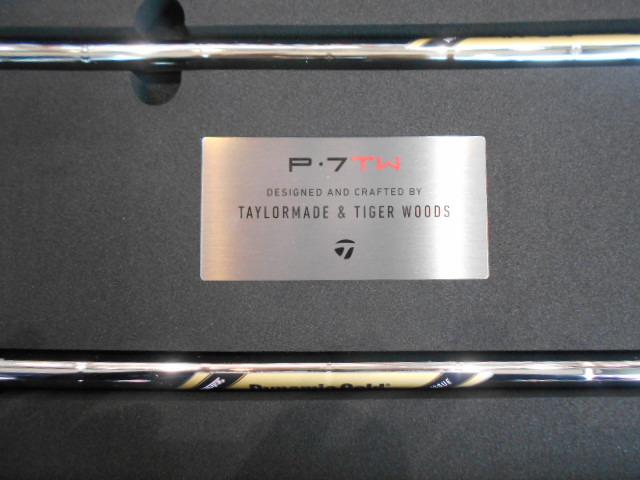 P·7TW
DESIGNED AND CRAFTED BY
TAYLORMADE & TIGER WOODS
DynamicGold